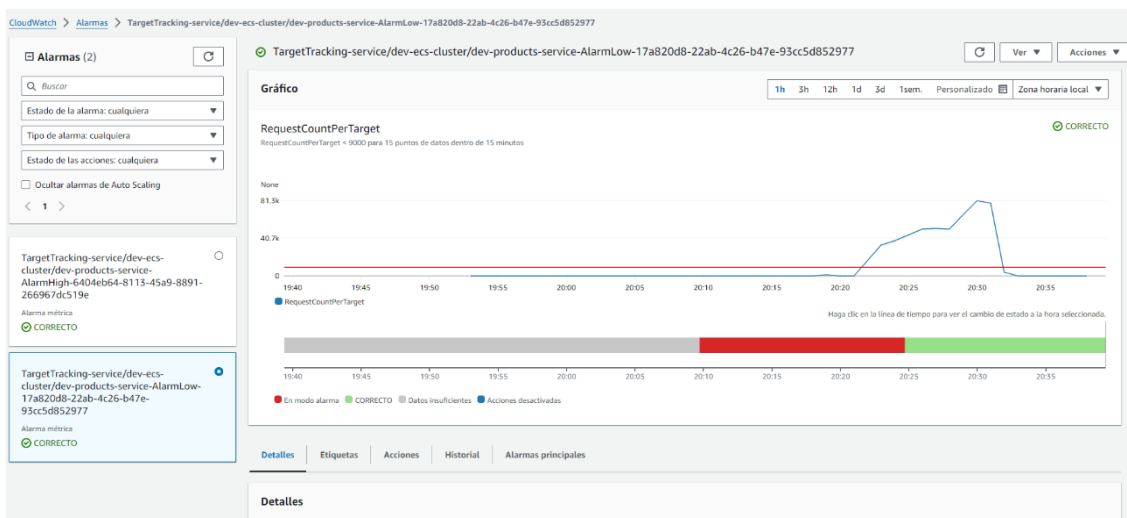 CloudWatch > Alarmas > TargetTracking-service/dev-ecs-cluster/dev-products-service-AlarmLow-17a820d8-22ab-4c26-b47e-93cc5d852977
Alarmas (2)
Buscar
Estado de la alarma: cualquiera
Tipo de alarma: cualquiera
Estado de las acciones: cualquiera
Ocultar alarmas de Auto Scaling
< 1 >
TargetTracking-service/dev-ecs-
cluster/dev-products-service-
AlarmHigh-6404eb64-8113-45a9-8891-
266967dc519e
Alarma métrica
CORRECTO
TargetTracking-service/dev-ecs-
cluster/dev-products-service-AlarmLow-
17a820d8-22ab-4c26-b47e-
93cc5d852977
Alarma métrica
CORRECTO
TargetTracking-service/dev-ecs-cluster/dev-products-service-AlarmLow-17a820d8-22ab-4c26-b47e-93cc5d852977
Ver
Acciones
Gráfico
1h 3h 12h 1d 3d 1sem. Personalizado Zona horaria local
RequestCountPerTarget
CORRECTO
RequestCountPerTarget < 9000 para 15 puntos de datos dentro de 15 minutos
None
81.3k
40.7k
0
19:40 19:45 19:50 19:55 20:00 20:05 20:10 20:15 20:20 20:25 20:30 20:35
RequestCountPerTarget
Haga clic en la línea de tiempo para ver el cambio de estado a la hora seleccionada.
19:40 19:45 19:50 19:55 20:00 20:05 20:10 20:15 20:20 20:25 20:30 20:35
En modo alarma CORRECTO Datos insuficientes Acciones desactivadas
Detalles Etiquetas Acciones Historial Alarmas principales
Detalles